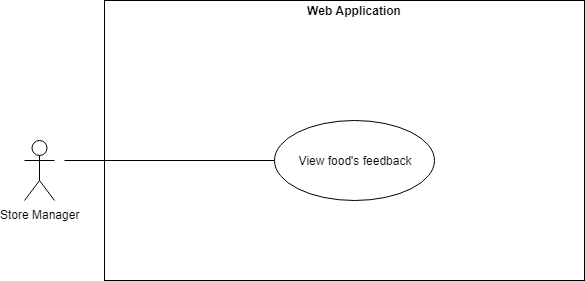 Web Application
View food's feedback
Store Manager